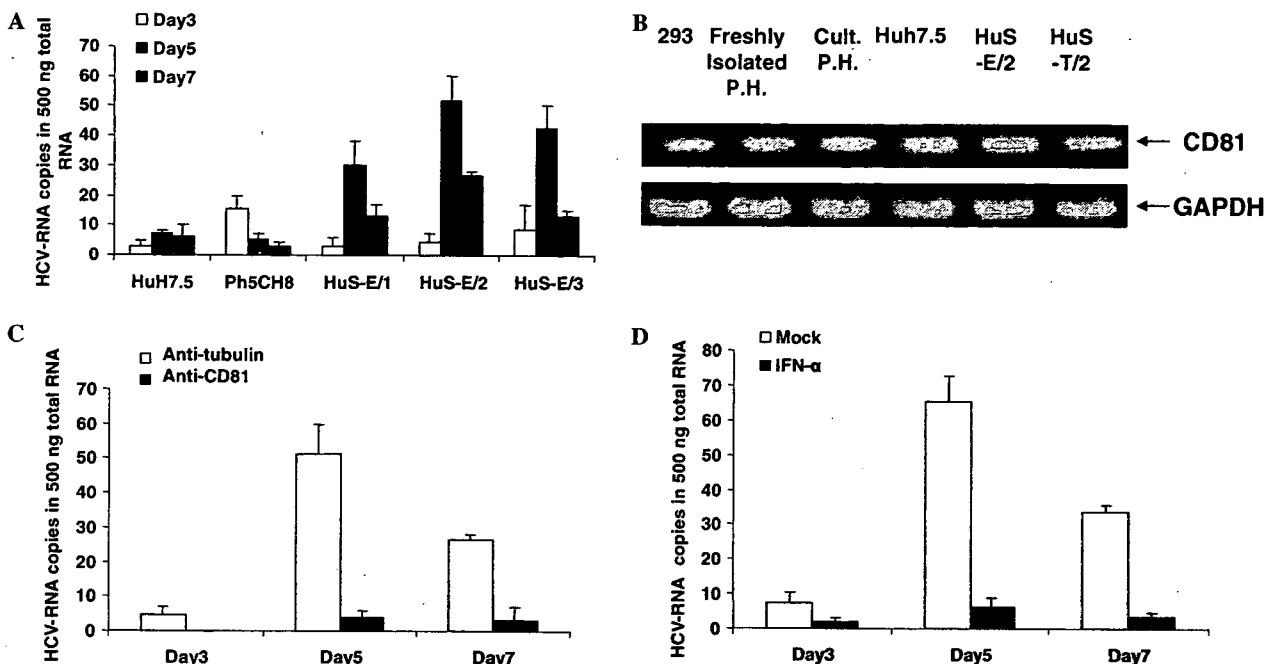 A
Day3
Day5
Day7
HCV-RNA copies in 500 ng total
RNA
70
60
50
40
30
20
10
0
HuH7.5 Ph5CH8 HuS-E/1 HuS-E/2 HuS-E/3
B
293 Freshly Cult. Huh7.5 HuS HuS
Isolated P.H. -E/2 -T/2
P.H.
CD81
GAPDH
C
Anti-tubulin
Anti-CD81
HCV-RNA copies in 500 ng total RNA
70
60
50
40
30
20
10
0
Day3 Day5 Day7
D
Mock
IFN-α
HCV-RNA copies in 500 ng total RNA
80
70
60
50
40
30
20
10
0
Day3 Day5 Day7